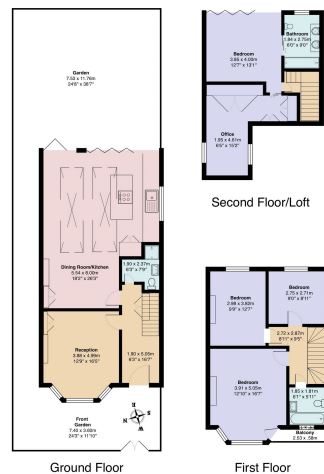 Garden
7.53 x 11.76m
24'8" x 38'7"
Dining Room/Kitchen
5.54 x 8.00m
18'2" x 26'3"
1.90 x 2.37m
6'3" x 7'9"
Reception
3.88 x 4.89m
12'9" x 16'0"
1.90 x 5.05m
6'3" x 16'7"
Front
Garden
7.40 x 3.60m
24'3" x 11'10"
N
E
S
W
Ground Floor
Bedroom
3.85 x 4.00m
12'7" x 13'1"
Bathroom
1.84 x 2.75m
6'0" x 9'0"
Office
1.95 x 4.61m
6'5" x 15'2"
Second Floor/Loft
Bedroom
2.98 x 3.83m
9'9" x 12'7"
Bedroom
2.75 x 2.71m
9'0" x 8'11"
2.72 x 2.87m
8'11" x 9'5"
Bedroom
3.91 x 5.05m
12'10" x 16'7"
1.85 x 1.81m
6'1" x 5'11"
Balcony
2.53 x .58m
First Floor